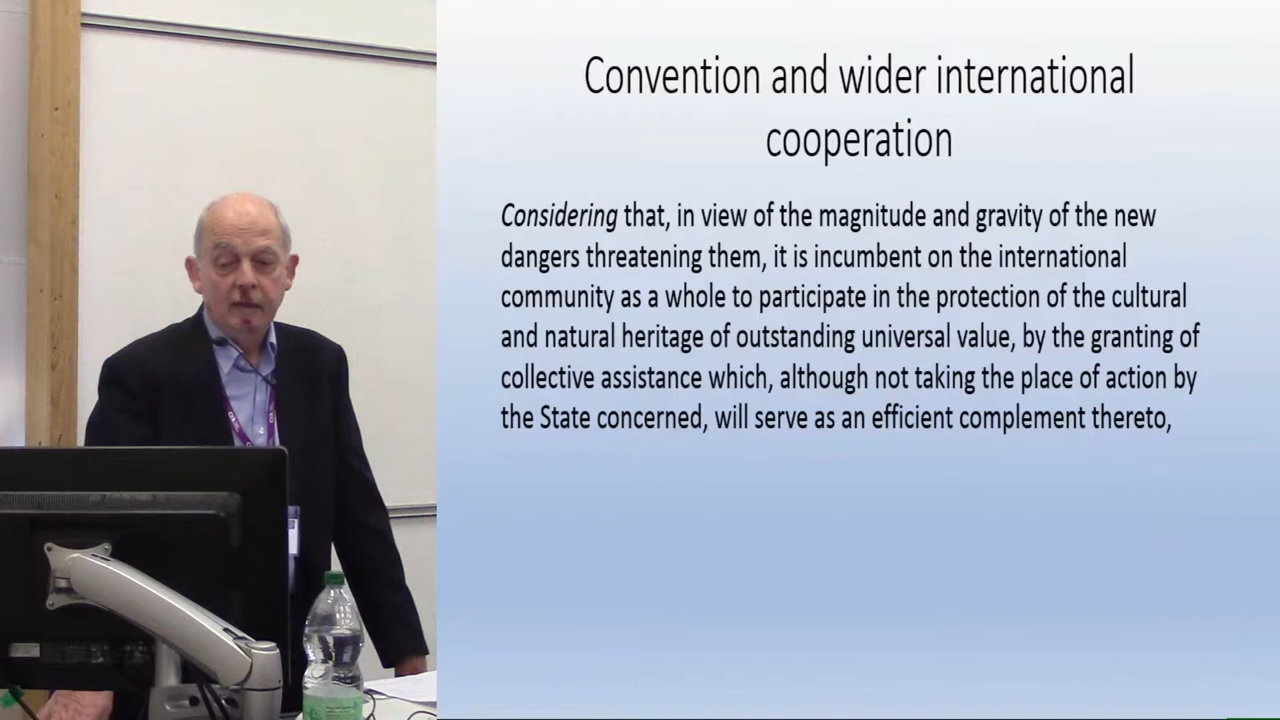 Convention and wider international
cooperation
Considering that, in view of the magnitude and gravity of the new
dangers threatening them, it is incumbent on the international
community as a whole to participate in the protection of the cultural
and natural heritage of outstanding universal value, by the granting of
collective assistance which, although not taking the place of action by
the State concerned, will serve as an efficient complement thereto,